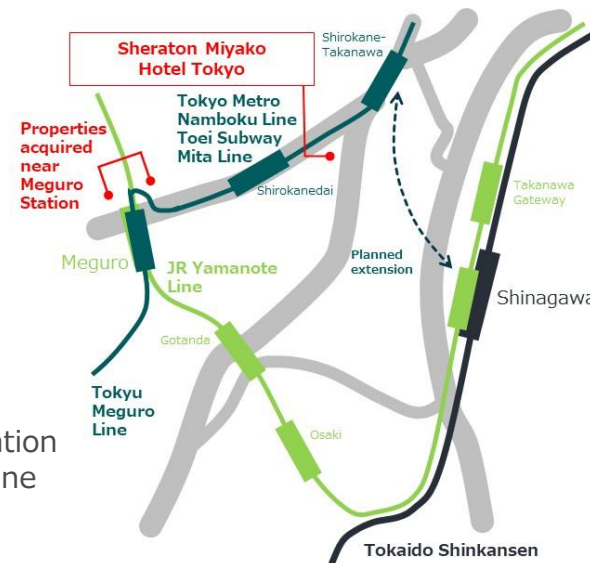 Sheraton Miyako
Hotel Tokyo
Shirokane-
Takanawa
Tokyo Metro
Namboku Line
Toei Subway
Mita Line
Properties
acquired
near
Meguro
Station
Shirokanedai
Takanawa
Gateway
Meguro
JR Yamanote
Line
Planned
extension
Shinagawa
Gotanda
Tokyu
Meguro
Line
Osaki
Tokaido Shinkansen